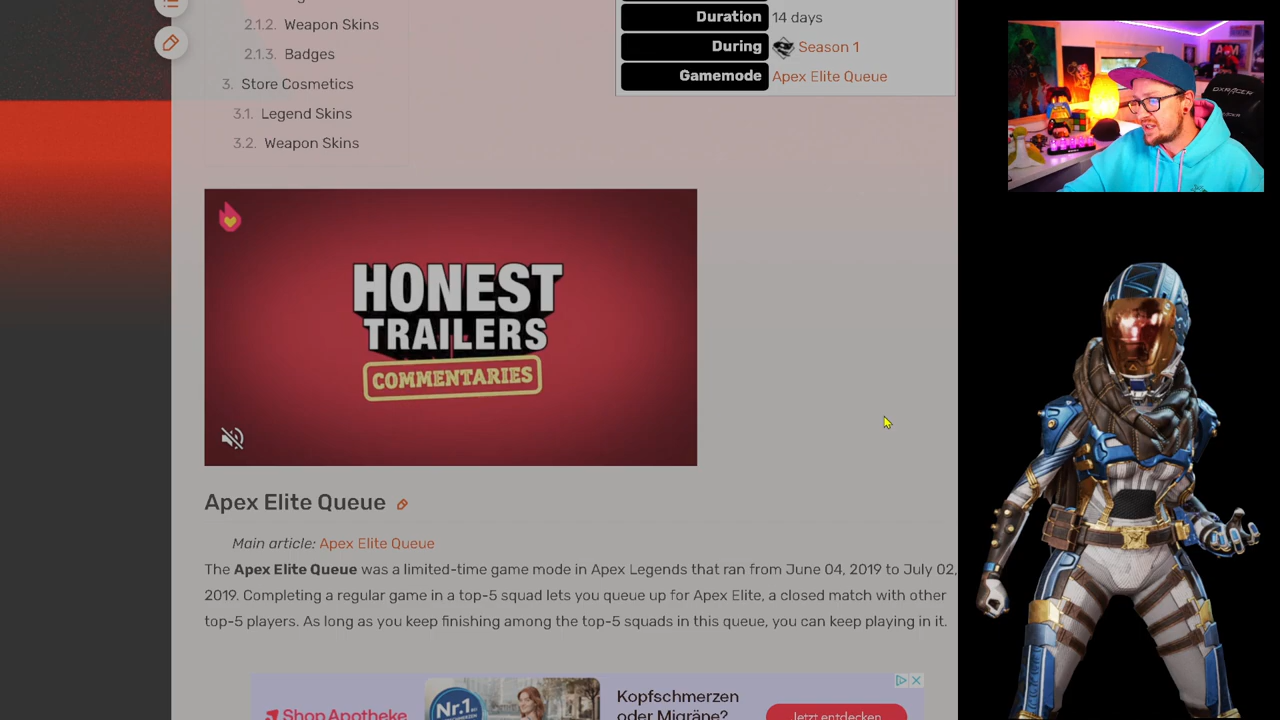 2.1.2. Weapon Skins
2.1.3. Badges
3. Store Cosmetics
3.1. Legend Skins
3.2. Weapon Skins
Duration 14 days
During Season 1
Gamemode Apex Elite Queue
HONEST
TRAILERS
COMMENTARIES
Apex Elite Queue
Main article: Apex Elite Queue
The Apex Elite Queue was a limited-time game mode in Apex Legends that ran from June 04, 2019 to July 02,
2019. Completing a regular game in a top-5 squad lets you queue up for Apex Elite, a closed match with other
top-5 players. As long as you keep finishing among the top-5 squads in this queue, you can keep playing in it.
Shop Apotheke
Nr.1
Kopfschmerzen
oder Migräne?
Jetzt entdecken
DXRACER